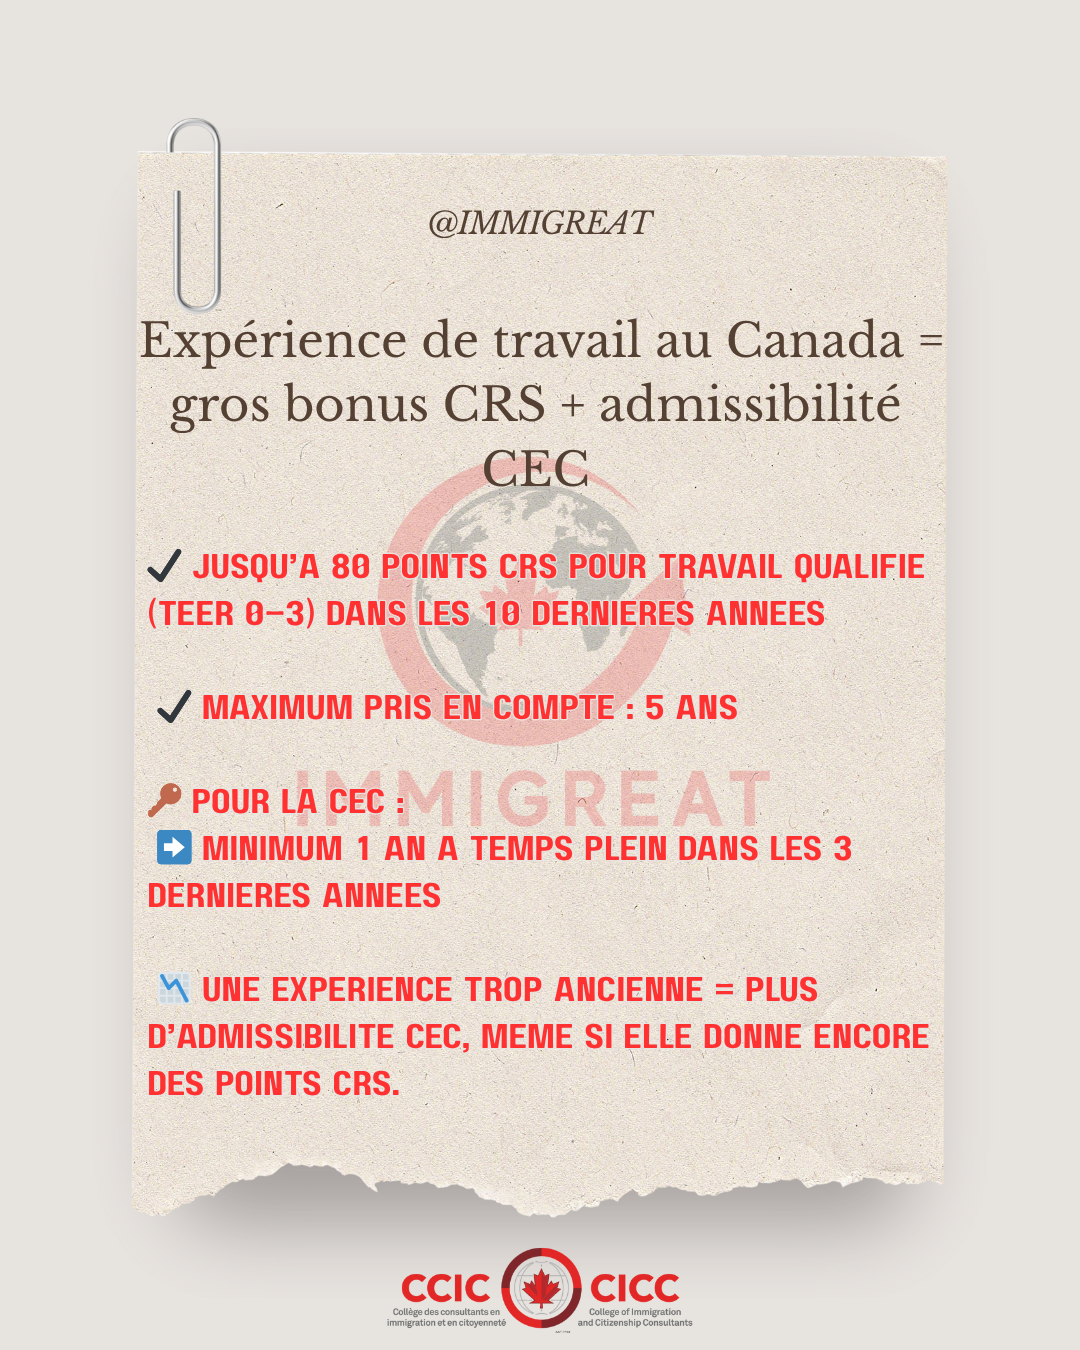 @IMMIGREAT
Expérience de travail au Canada =
gros bonus CRS + admissibilité
CEC
✔ JUSQU'A 80 POINTS CRS POUR TRAVAIL QUALIFIE
(TEER 0-3) DANS LES 10 DERNIERES ANNEES
✔ MAXIMUM PRIS EN COMPTE : 5 ANS
IMMIGREAT
🔑 POUR LA CEC :
➡ MINIMUM 1 AN A TEMPS PLEIN DANS LES 3
DERNIERES ANNEES
📉 UNE EXPERIENCE TROP ANCIENNE = PLUS
D'ADMISSIBILITE CEC, MEME SI ELLE DONNE ENCORE
DES POINTS CRS.
CCIC CICC
Collège des consultants en College of Immigration
immigration et en citoyenneté and Citizenship Consultants